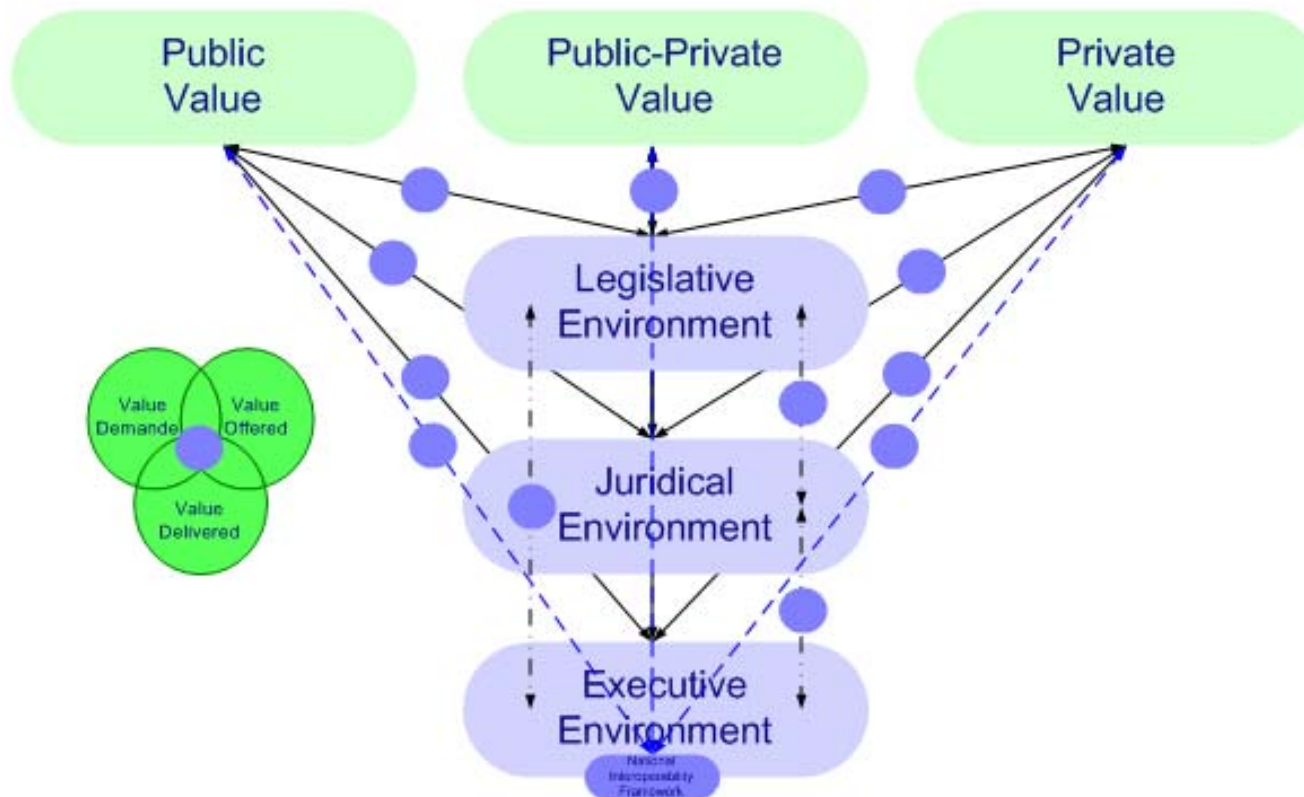 Public
Value
Public-Private
Value
Private
Value
Legislative
Environment
Value
Demande
Value
Offered
Value
Delivered
Juridical
Environment
Executive
Environment
National
Interoperability
Framework